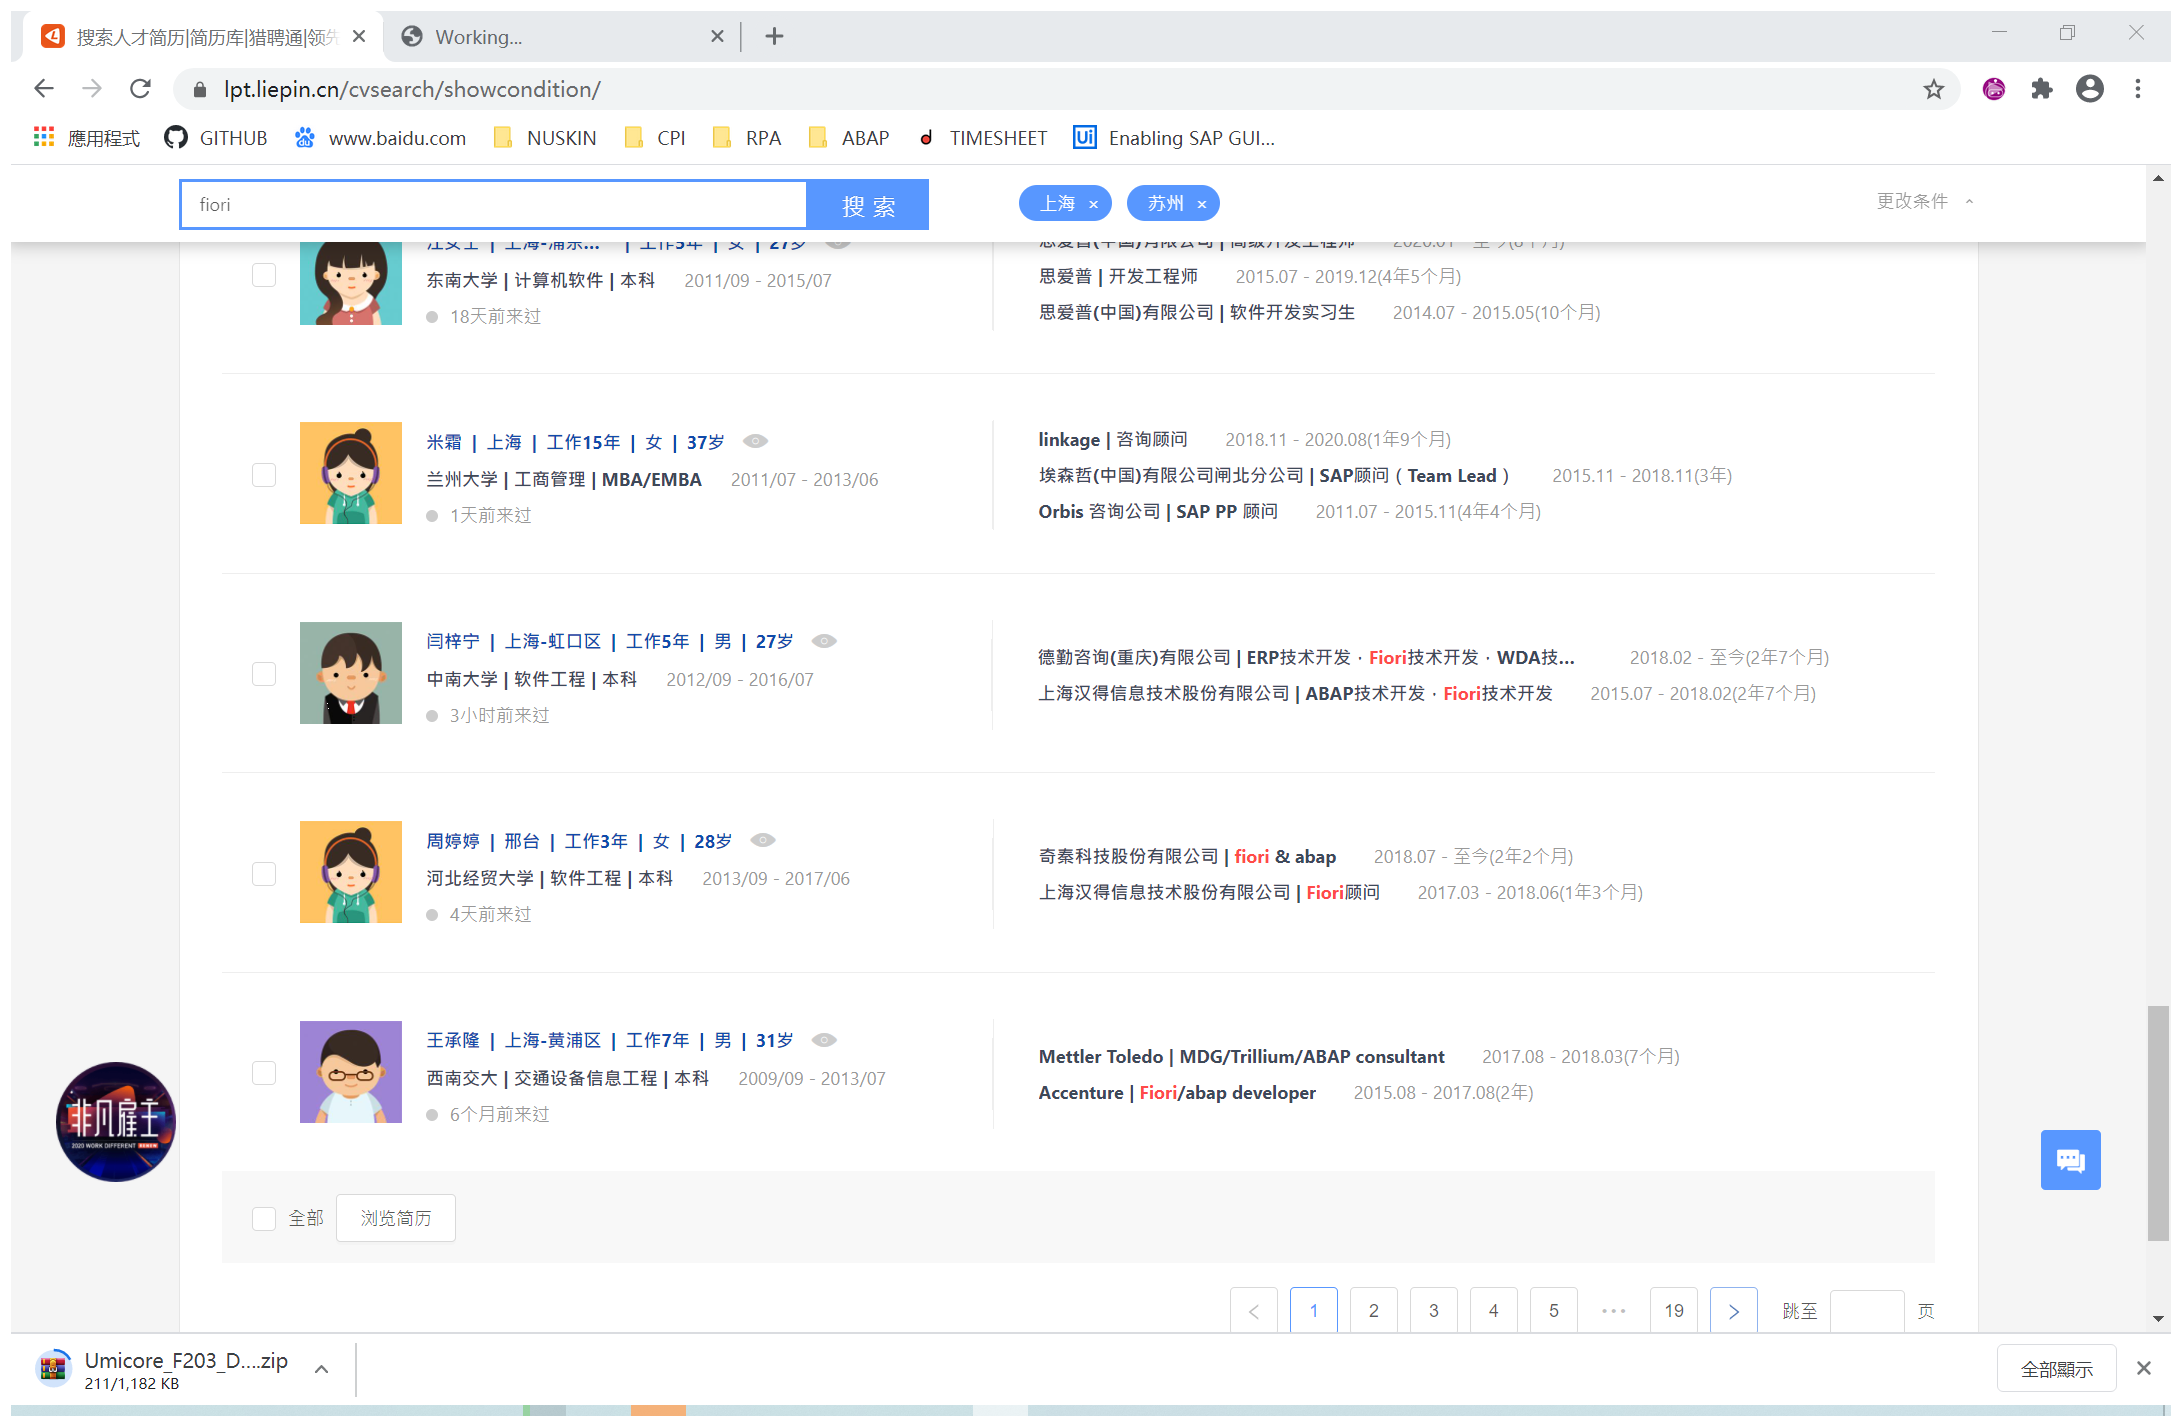 搜索人才简历|简历库|猎聘通|领先
Working...
lpt.liepin.cn/cvsearch/showcondition/
應用程式
GITHUB
www.baidu.com
NUSKIN
CPI
RPA
ABAP
TIMESHEET
Enabling SAP GUI...
fiori
搜 索
上海 ×
苏州 ×
更改条件
东南大学 | 计算机软件 | 本科 2011/09 - 2015/07
18天前来过
思爱普(中国)有限公司 | 高级开发工程师 2020.01 - 至今(8个月)
思爱普 | 开发工程师 2015.07 - 2019.12(4年5个月)
思爱普(中国)有限公司 | 软件开发实习生 2014.07 - 2015.05(10个月)
米霜 | 上海 | 工作15年 | 女 | 37岁
兰州大学 | 工商管理 | MBA/EMBA 2011/07 - 2013/06
1天前来过
linkage | 咨询顾问 2018.11 - 2020.08(1年9个月)
埃森哲(中国)有限公司闸北分公司 | SAP顾问 ( Team Lead ) 2015.11 - 2018.11(3年)
Orbis 咨询公司 | SAP PP 顾问 2011.07 - 2015.11(4年4个月)
闫梓宁 | 上海-虹口区 | 工作5年 | 男 | 27岁
中南大学 | 软件工程 | 本科 2012/09 - 2016/07
3小时前来过
德勤咨询(重庆)有限公司 | ERP技术开发 · Fiori技术开发 · WDA技... 2018.02 - 至今(2年7个月)
上海汉得信息技术股份有限公司 | ABAP技术开发 · Fiori技术开发 2015.07 - 2018.02(2年7个月)
周婷婷 | 邢台 | 工作3年 | 女 | 28岁
河北经贸大学 | 软件工程 | 本科 2013/09 - 2017/06
4天前来过
奇秦科技股份有限公司 | fiori & abap 2018.07 - 至今(2年2个月)
上海汉得信息技术股份有限公司 | Fiori顾问 2017.03 - 2018.06(1年3个月)
王承隆 | 上海-黄浦区 | 工作7年 | 男 | 31岁
西南交大 | 交通设备信息工程 | 本科 2009/09 - 2013/07
6个月前来过
Mettler Toledo | MDG/Trillium/ABAP consultant 2017.08 - 2018.03(7个月)
Accenture | Fiori/abap developer 2015.08 - 2017.08(2年)
非凡雇主
2020 WORK DIFFERENT
全部
浏览简历
< 1 2 3 4 5 ••• 19 > 跳至 页
Umicore_F203_D....zip
211/1,182 KB
全部顯示